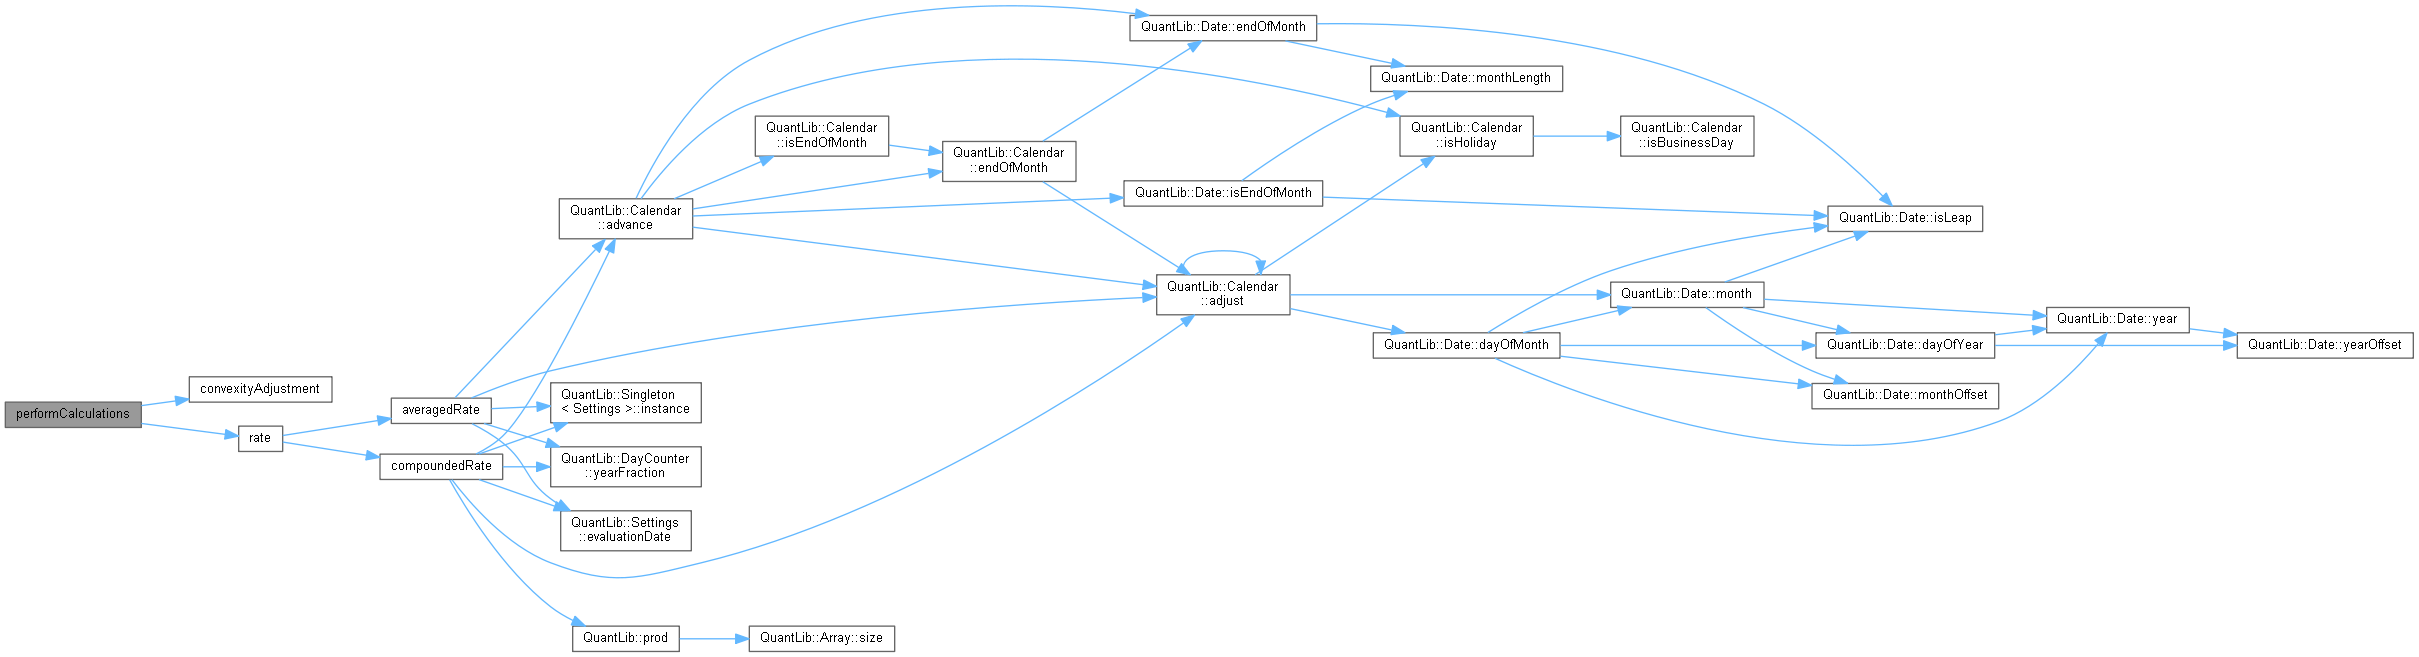 QuantLib::Date::endOfMonth
QuantLib::Date::monthLength
QuantLib::Calendar
::isEndOfMonth
QuantLib::Calendar
::isHoliday
QuantLib::Calendar
::isBusinessDay
QuantLib::Calendar
::endOfMonth
QuantLib::Date::isEndOfMonth
QuantLib::Calendar
::advance
QuantLib::Date::isLeap
QuantLib::Calendar
::adjust
QuantLib::Date::month
QuantLib::Date::year
QuantLib::Date::dayOfMonth
QuantLib::Date::dayOfYear
QuantLib::Date::yearOffset
convexityAdjustment
QuantLib::Date::monthOffset
performCalculations
averagedRate
QuantLib::Singleton
< Settings >::instance
rate
compoundedRate
QuantLib::DayCounter
::yearFraction
QuantLib::Settings
::evaluationDate
QuantLib::prod
QuantLib::Array::size